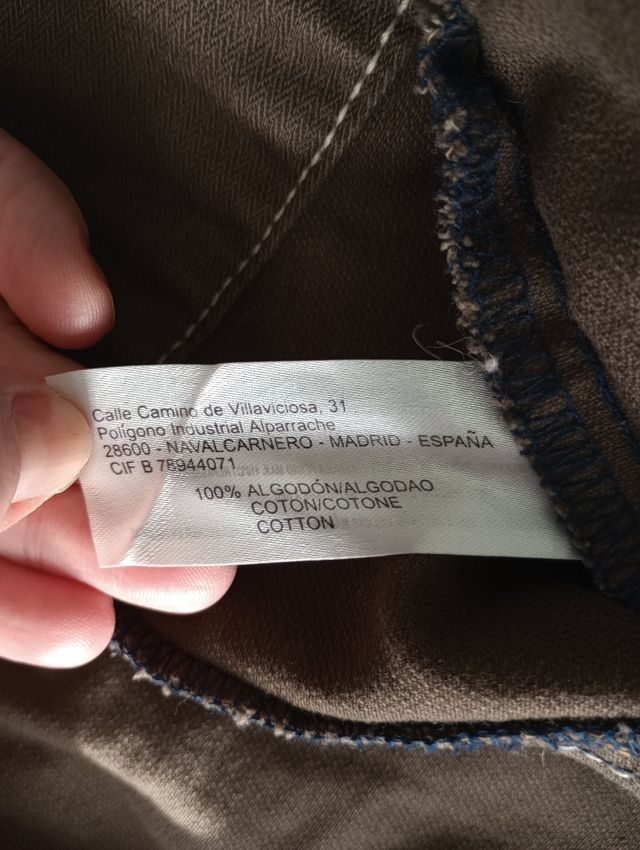 Calle Camino de Villaviciosa, 31
Polígono Industrial Alparrache
28600 - NAVALCARNERO - MADRID - ESPAÑA
CIF B 78944071
100% ALGODÓN/ALGODAO
COTON/COTONE
COTTON